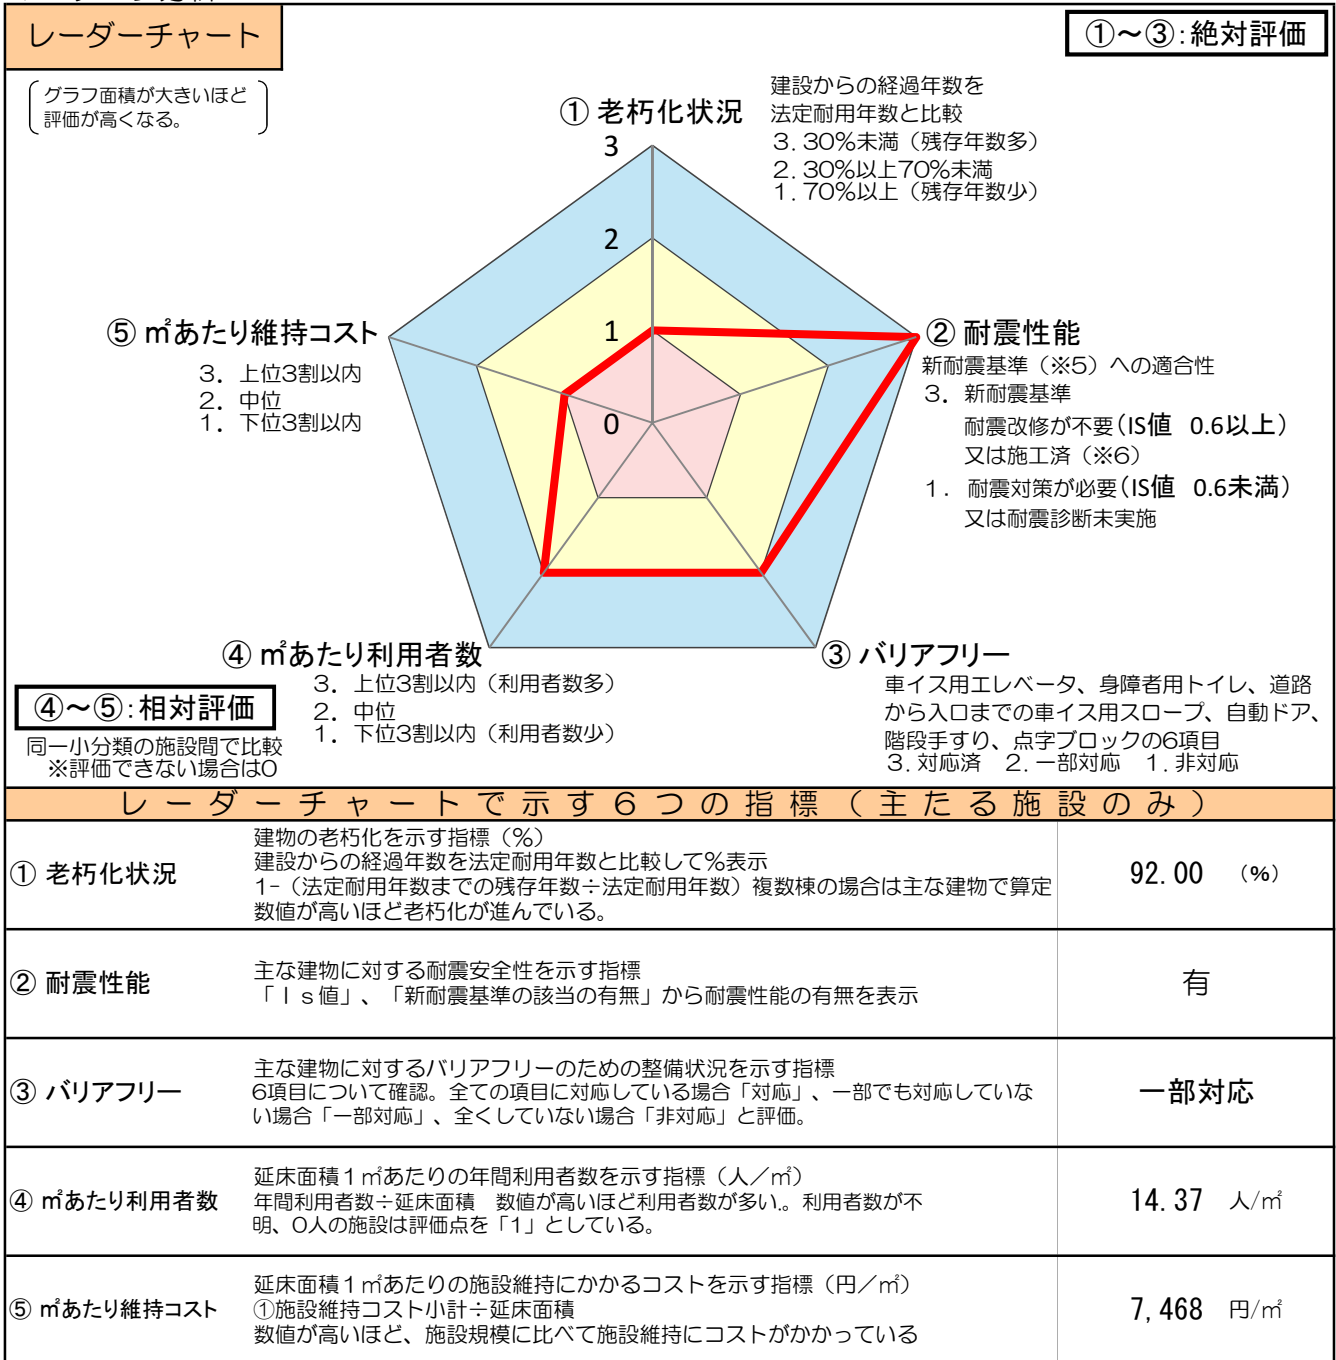 レーダーチャート
①～③:絶対評価
グラフ面積が大きいほど
評価が高くなる。
① 老朽化状況
建設からの経過年数を
法定耐用年数と比較
3. 30%未満（残存年数多）
2. 30%以上70%未満
1. 70%以上（残存年数少）
3
2
1
0
② 耐震性能
新耐震基準（※5）への適合性
3. 新耐震基準
耐震改修が不要(IS値 0.6以上)
又は施工済（※6）
1. 耐震対策が必要(IS値 0.6未満)
又は耐震診断未実施
⑤ ㎡あたり維持コスト
3. 上位3割以内
2. 中位
1. 下位3割以内
③ バリアフリー
車イス用エレベータ、身障者用トイレ、道路
から入口までの車イス用スロープ、自動ドア、
階段手すり、点字ブロックの6項目
3. 対応済 2. 一部対応 1. 非対応
④ ㎡あたり利用者数
3. 上位3割以内（利用者数多）
2. 中位
1. 下位3割以内（利用者数少）
④～⑤:相対評価
同一小分類の施設間で比較
※評価できない場合は0
レーダーチャートで示す６つの指標（主たる施設のみ）
① 老朽化状況
建物の老朽化を示す指標（%）
建設からの経過年数を法定耐用年数と比較して%表示
1-（法定耐用年数までの残存年数÷法定耐用年数）複数棟の場合は主な建物で算定
数値が高いほど老朽化が進んでいる。
92.00 （%）
② 耐震性能
主な建物に対する耐震安全性を示す指標
「Ｉｓ値」、「新耐震基準の該当の有無」から耐震性能の有無を表示
有
③ バリアフリー
主な建物に対するバリアフリーのための整備状況を示す指標
6項目について確認。全ての項目に対応している場合「対応」、一部でも対応していな
い場合「一部対応」、全くしていない場合「非対応」と評価。
一部対応
④ ㎡あたり利用者数
延床面積１㎡あたりの年間利用者数を示す指標（人／㎡）
年間利用者数÷延床面積 数値が高いほど利用者数が多い。利用者数が不
明、0人の施設は評価点を「1」としている。
14.37 人/㎡
⑤ ㎡あたり維持コスト
延床面積１㎡あたりの施設維持にかかるコストを示す指標（円／㎡）
①施設維持コスト小計÷延床面積
数値が高いほど、施設規模に比べて施設維持にコストがかかっている
7,468 円/㎡